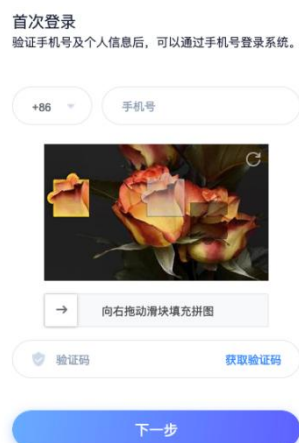 首次登录
验证手机号及个人信息后，可以通过手机号登录系统。
+86 手机号
向右拖动滑块填充拼图
验证码 获取验证码
下一步